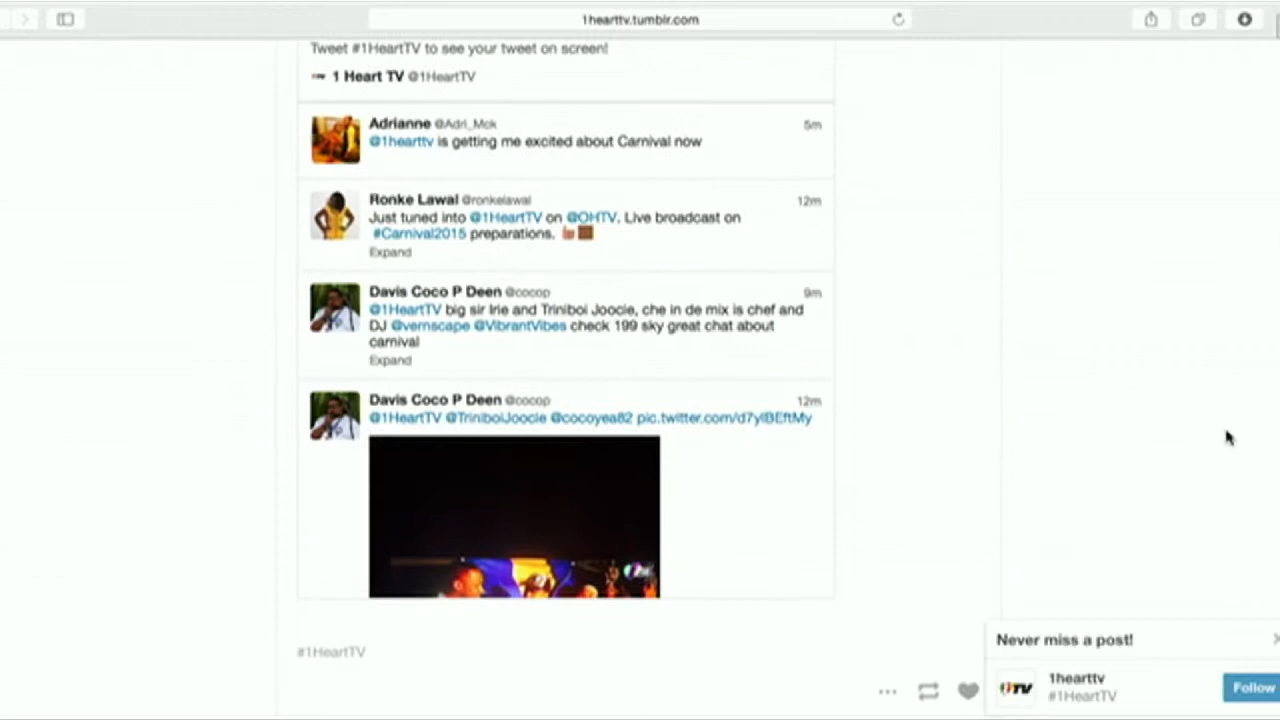 1hearttv.tumblr.com
Tweet #1HeartTV to see your tweet on screen!
1 Heart TV @1HeartTV
Adrianne @Adri_Mck 5m
@1hearttv is getting me excited about Carnival now
Ronke Lawal @ronkelawal 12m
Just tuned into @1HeartTV on @OHTV. Live broadcast on
#Carnival2015 preparations.
Expand
Davis Coco P Deen @cocop 9m
@1HeartTV big sir Irie and Triniboi Joocie, che in de mix is chef and
DJ @vernscape @VibrantVibes check 199 sky great chat about
carnival
Expand
Davis Coco P Deen @cocop 12m
@1HeartTV @TriniboiJoocie @cocoyea82 pic.twitter.com/d7ylBEftMy
#1HeartTV
Never miss a post!
1TV
1hearttv
#1HeartTV
Follow